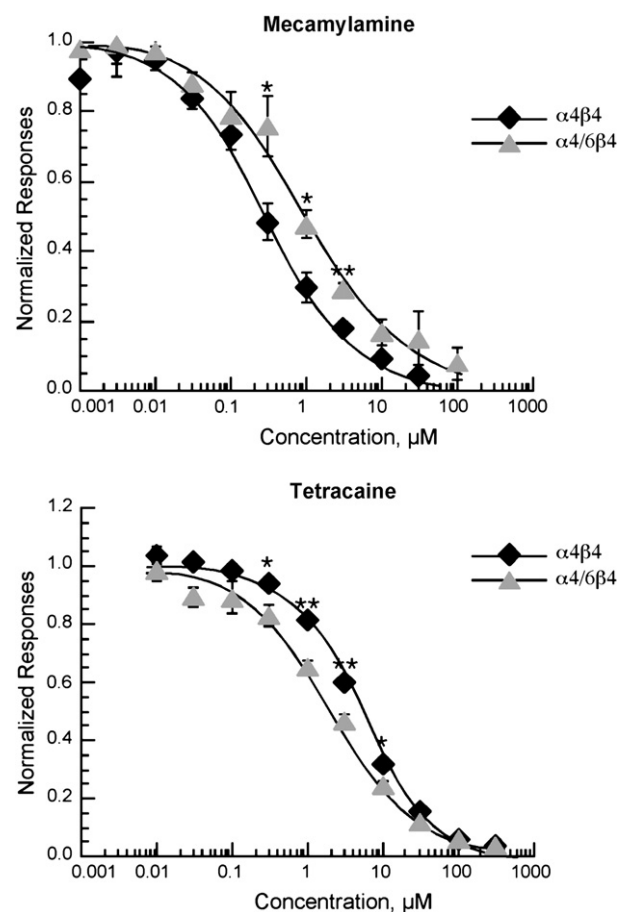 Mecamylamine
1.0
0.8
0.6
0.4
0.2
0.0
Normalized Responses
*
*
**
α4β4
α4/6β4
0.001 0.01 0.1 1 10 100 1000
Concentration, µM
Tetracaine
1.2
1.0
0.8
0.6
0.4
0.2
0.0
Normalized Responses
*
**
**
*
α4β4
α4/6β4
0.001 0.01 0.1 1 10 100 1000
Concentration, µM